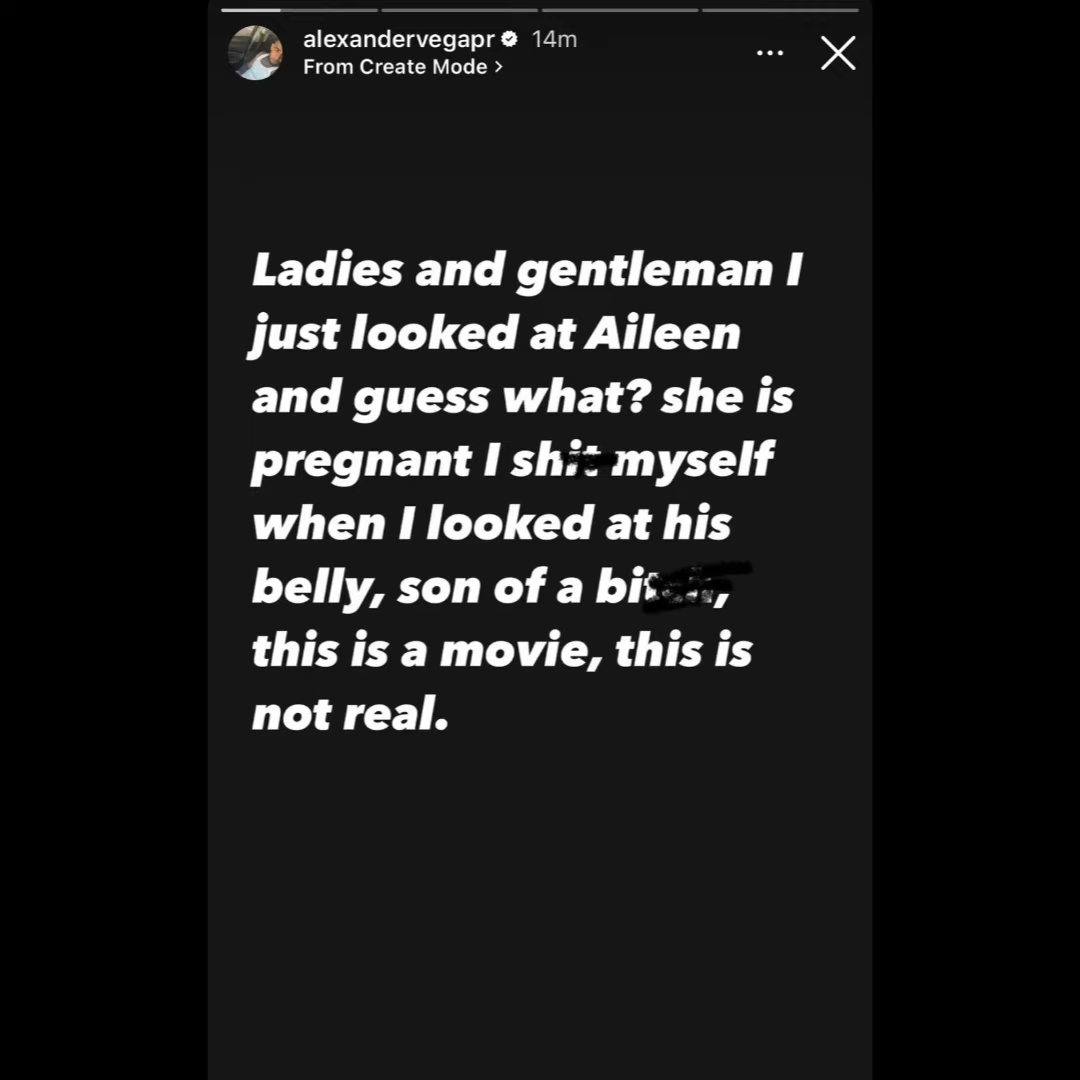 alexandervegapr 14m
From Create Mode >
Ladies and gentleman I
just looked at Aileen
and guess what? she is
pregnant I shit myself
when I looked at his
belly, son of a bitch,
this is a movie, this is
not real.